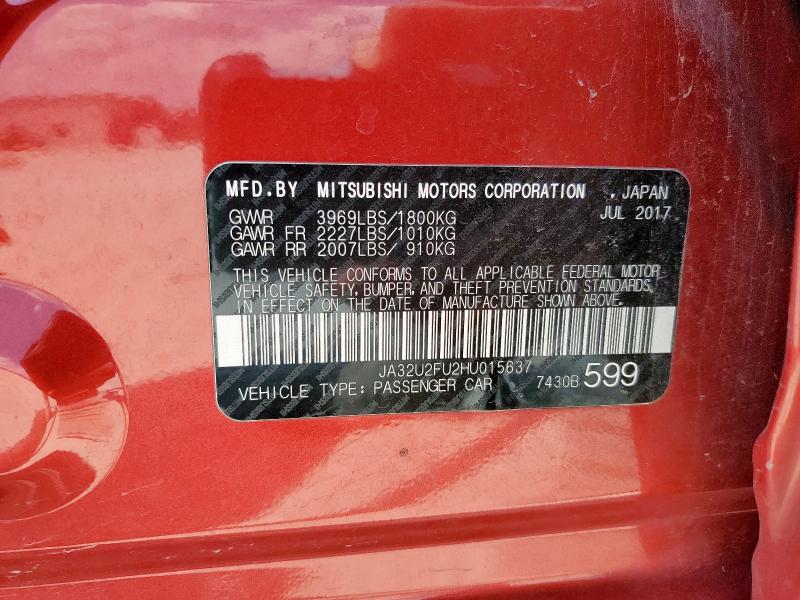 MFD.BY MITSUBISHI MOTORS CORPORATION , JAPAN
JUL 2017
GVWR 3969LBS/1800KG
GAWR FR 2227LBS/1010KG
GAWR RR 2007LBS/ 910KG
THIS VEHICLE CONFORMS TO ALL APPLICABLE FEDERAL MOTOR
VEHICLE SAFETY, BUMPER, AND THEFT PREVENTION STANDARDS
IN EFFECT ON THE DATE OF MANUFACTURE SHOWN ABOVE.
JA32U2FU2HU015637
VEHICLE TYPE: PASSENGER CAR 7430B 599